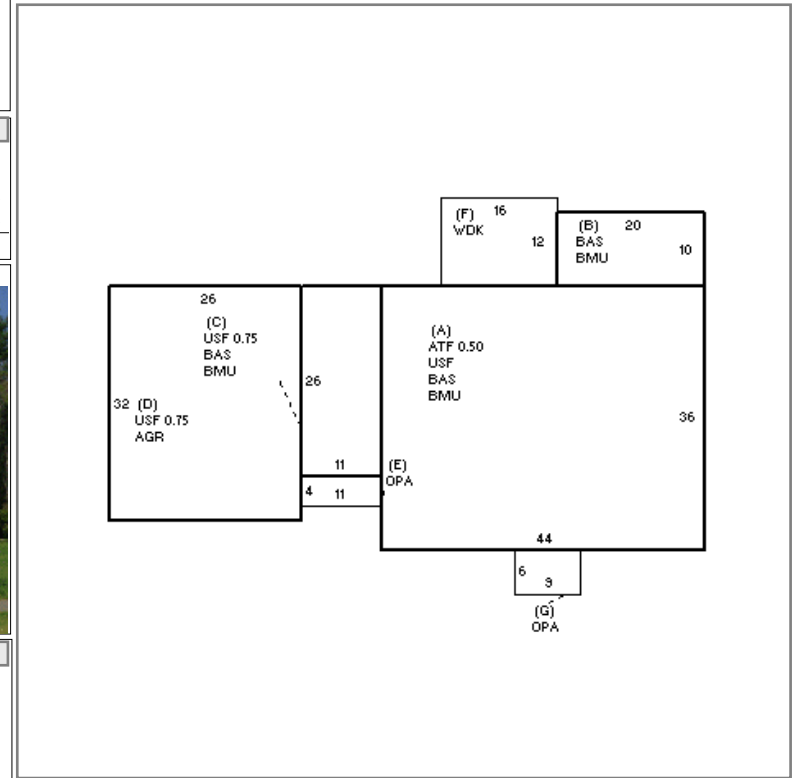 (F) 16
WDK
12
(B) 20
BAS
BMU
10
26
(C)
USF 0.75
BAS
BMU
26
(A)
ATF 0.50
USF
BAS
BMU
32 (D)
USF 0.75
AGR
36
11
(E)
OPA
4 11
44
6
9
(G)
OPA